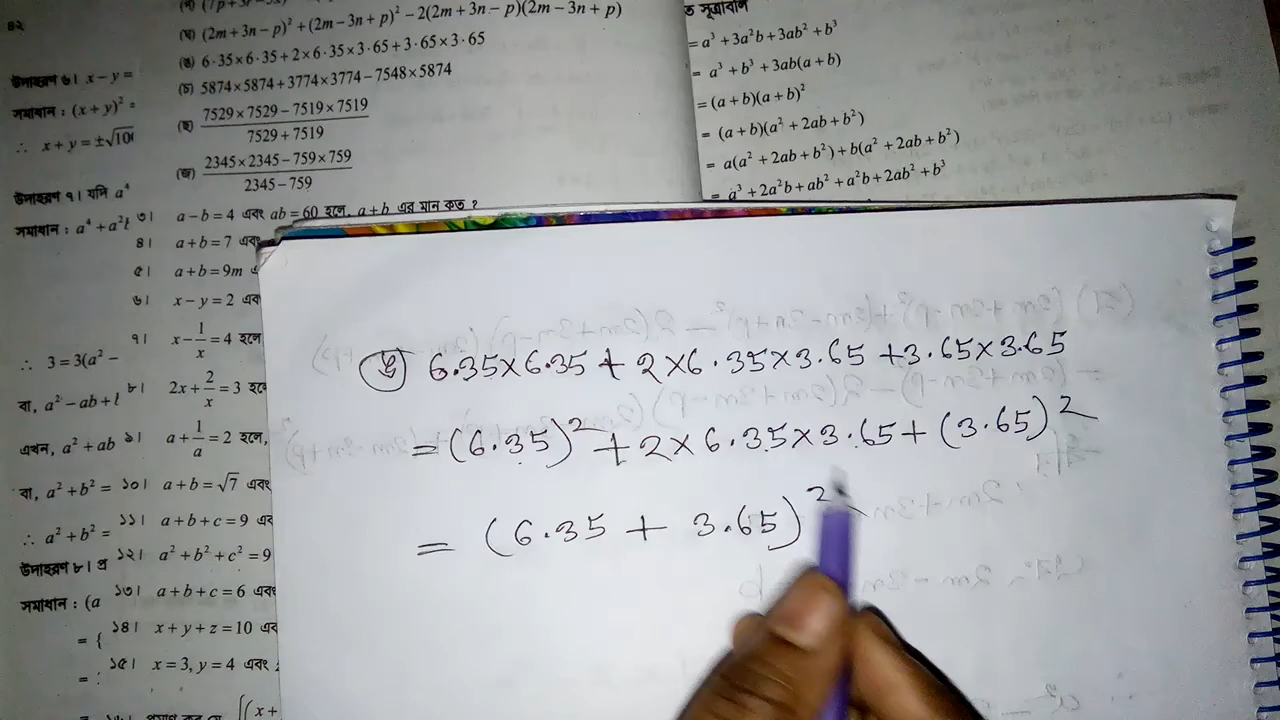 ৪২
(ঘ) (2m+3n-p)² + (2m-3n+p)² - 2(2m+3n-p)(2m-3n+p)
(ঙ) 6·35×6·35+2×6·35×3·65+3·65×3·65
(চ) 5874×5874+3774×3774-7548×5874
(ছ) (7529×7529-7519×7519)/(7529+7519)
(জ) (2345×2345-759×759)/(2345-759)
৩। a-b=4 এবং ab=60 হলে, a+b এর মান কত ?
৪। a+b=7 এবং
৫। a+b=9m
৬। x-y=2 এবং
৭। x-1/x=4 হলে
৮। 2x+2/x=3 হলে
৯। a+1/a=2 হলে,
১০। a+b=√7 এবং
১১। a+b+c=9
১২। a²+b²+c²=9
১৩। a+b+c=6 এবং
১৪। x+y+z=10
১৫। x=3, y=4 এবং
উদাহরণ ৬। x-y=
সমাধান : (x+y)²=
∴ x+y=±√10
উদাহরণ ৭। যদি a⁴
সমাধান : a⁴+a²
∴ 3=3(a²-
বা, a²-ab+
এখন, a²+ab
বা, a²+b²=
∴ a²+b²=
উদাহরণ ৮।
সমাধান : (a
= {
=
=a³+3a²b+3ab²+b³
= a³+b³+3ab(a+b)
=(a+b)(a+b)²
= (a+b)(a²+2ab+b²)
= a(a²+2ab+b²)+b(a²+2ab+b²)
= a³+2a²b+ab²+a²b+2ab²+b³
ঙ 6.35×6.35 + 2×6.35×3.65 +3.65×3.65
=(6.35)²+2×6.35×3.65+(3.65)²
= (6.35 + 3.65)²